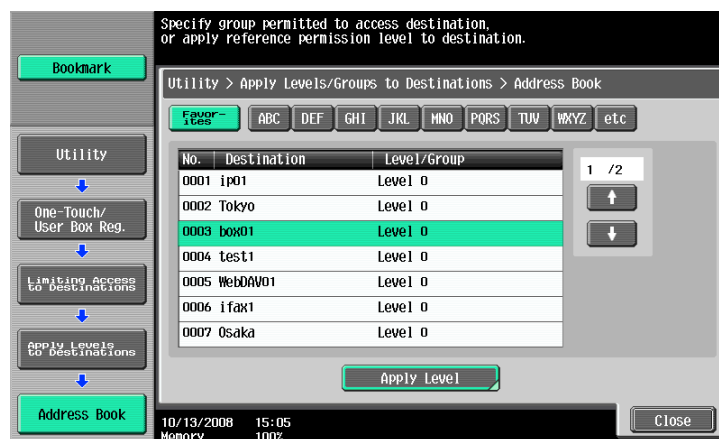 Specify group permitted to access destination,
or apply reference permission level to destination.
Bookmark
Utility > Apply Levels/Groups to Destinations > Address Book
Favor-
ites
ABC DEF GHI JKL MNO PQRS TUV WXYZ etc
Utility
One-Touch/
User Box Reg.
Limiting Access
to Destinations
Apply Levels
to Destinations
Address Book
No. Destination Level/Group
0001 ip01 Level 0
0002 Tokyo Level 0
0003 box01 Level 0
0004 test1 Level 0
0005 WebDAV01 Level 0
0006 ifax1 Level 0
0007 Osaka Level 0
1 /2
Apply Level
10/13/2008 15:05
Memory 100%
Close